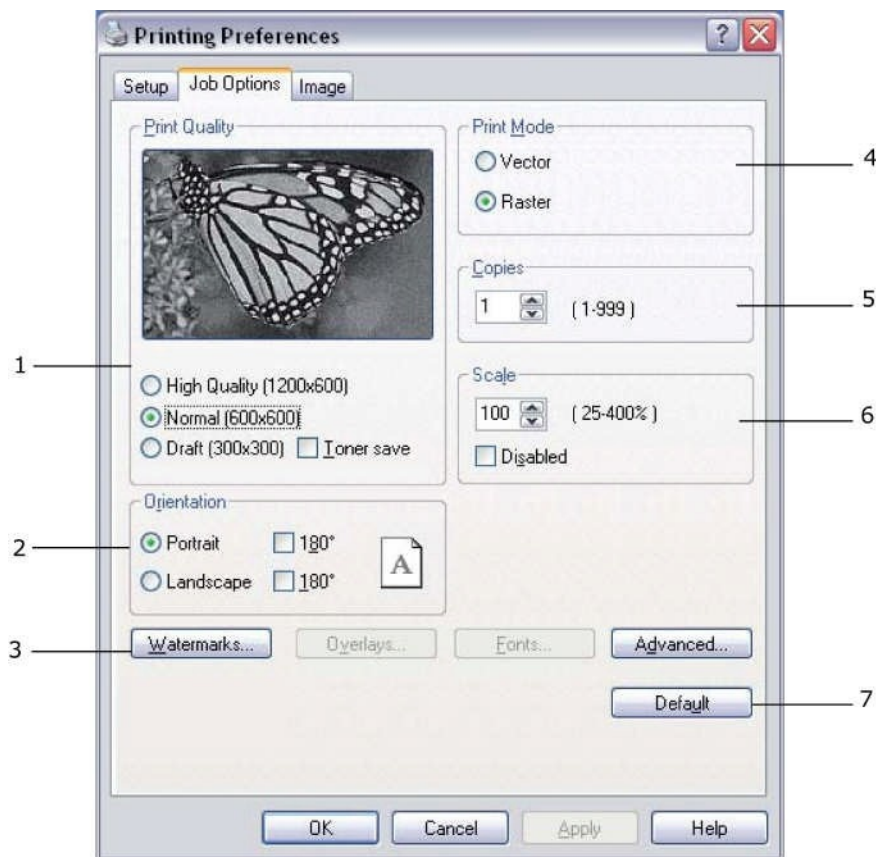 Printing Preferences
Setup
Job Options
Image
Print Quality
High Quality (1200x600)
Normal (600x600)
Draft (300x300)
Toner save
Orientation
Portrait
180°
Landscape
180°
A
Print Mode
Vector
Raster
Copies
1
( 1-999 )
Scale
100
( 25-400% )
Disabled
Watermarks...
Overlays...
Fonts...
Advanced...
Default
OK
Cancel
Apply
Help
?
1
2
3
4
5
6
7